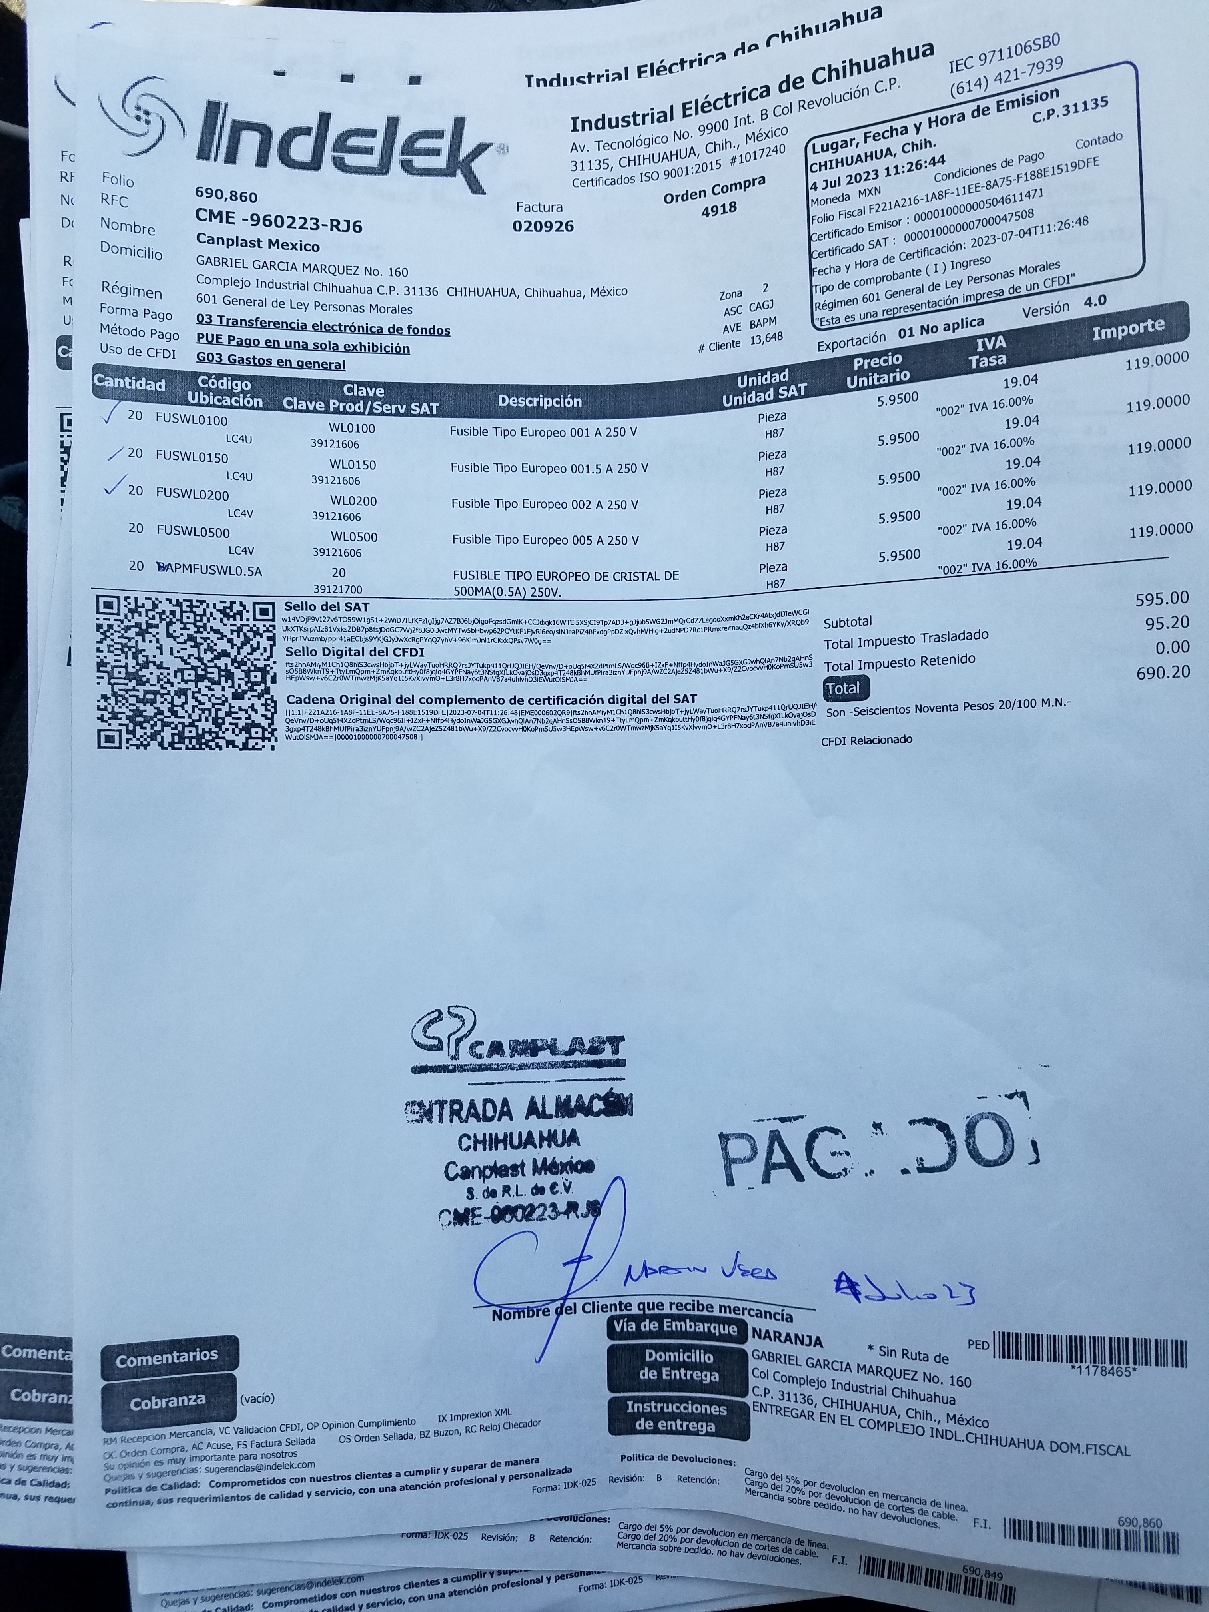 Industrial Eléctrica de Chihuahua
Indelek
Industrial Eléctrica de Chihuahua
Av. Tecnológico No. 9900 Int. B Col Revolución C.P.
31135, CHIHUAHUA, Chih., México
Certificados ISO 9001:2015 #1017240
IEC 971106SB0
(614) 421-7939
Lugar, Fecha y Hora de Emision
CHIHUAHUA, Chih. C.P.31135
4 Jul 2023 11:26:44
Moneda MXN Condiciones de Pago Contado
Folio Fiscal F221A216-1A8F-11EE-8A75-F188E1519DFE
Certificado Emisor : 00001000000504611471
Certificado SAT : 00001000000700047508
Fecha y Hora de Certificación: 2023-07-04T11:26:48
Tipo de comprobante ( I ) Ingreso
Régimen 601 General de Ley Personas Morales
"Esta es una representación impresa de un CFDI"
Folio 690,860
RFC CME -960223-RJ6
Nombre Canplast Mexico
Domicilio GABRIEL GARCIA MARQUEZ No. 160
Complejo Industrial Chihuahua C.P. 31136 CHIHUAHUA, Chihuahua, México
Régimen 601 General de Ley Personas Morales
Forma Pago 03 Transferencia electrónica de fondos
Método Pago PUE Pago en una sola exhibición
Uso de CFDI G03 Gastos en general
Factura
020926
Orden Compra
4918
Zona 2
ASC CAGJ
AVE BAPM
# Cliente 13,648
Exportación 01 No aplica Versión 4.0
Cantidad Código Ubicación Clave Clave Prod/Serv SAT Descripción Unidad Unidad SAT Precio Unitario IVA Tasa Importe
20 FUSWL0100 WL0100 Fusible Tipo Europeo 001 A 250 V Pieza 5.9500 19.04 119.0000
LC4U 39121606 H87 "002" IVA 16.00%
20 FUSWL0150 WL0150 Fusible Tipo Europeo 001.5 A 250 V Pieza 5.9500 19.04 119.0000
LC4U 39121606 H87 "002" IVA 16.00%
20 FUSWL0200 WL0200 Fusible Tipo Europeo 002 A 250 V Pieza 5.9500 19.04 119.0000
LC4V 39121606 H87 "002" IVA 16.00%
20 FUSWL0500 WL0500 Fusible Tipo Europeo 005 A 250 V Pieza 5.9500 19.04 119.0000
LC4V 39121606 H87 "002" IVA 16.00%
20 BAPMFUSWL0.5A 20 FUSIBLE TIPO EUROPEO DE CRISTAL DE Pieza 5.9500 19.04 119.0000
39121700 500MA(0.5A) 250V. H87 "002" IVA 16.00%
Sello del SAT
Sello Digital del CFDI
Cadena Original del complemento de certificación digital del SAT
Subtotal 595.00
Total Impuesto Trasladado 95.20
Total Impuesto Retenido 0.00
Total 690.20
Son -Seiscientos Noventa Pesos 20/100 M.N.-
CFDI Relacionado
CANPLAST
ENTRADA ALMACÉN
CHIHUAHUA
Canplast México
S. de R.L. de C.V.
CME-960223-RJ6
PAGADO
Julio 23
Nombre del Cliente que recibe mercancía
Vía de Embarque NARANJA * Sin Ruta de
PED *1178465*
Domicilio de Entrega GABRIEL GARCIA MARQUEZ No. 160
Col Complejo Industrial Chihuahua
C.P. 31136, CHIHUAHUA, Chih., México
Instrucciones de entrega ENTREGAR EN EL COMPLEJO INDL.CHIHUAHUA DOM.FISCAL
Comentarios
Cobranza (vacío)
RM Recepcion Mercancia, VC Validacion CFDI, OP Opinion Cumplimiento IX Imprexion XML
OC Orden Compra, AC Acuse, FS Factura Sellada OS Orden Sellada, BZ Buzon, RC Reloj Checador
Su opinión es muy importante para nosotros
Quejas y sugerencias: sugerencias@indelek.com
Política de Calidad: Comprometidos con nuestros clientes a cumplir y superar de manera
continua, sus requerimientos de calidad y servicio, con una atención profesional y personalizada
Forma: IDK-025 Revisión: B Retención:
Política de Devoluciones:
Cargo del 5% por devolucion en mercancia de linea.
Cargo del 20% por devolucion de cortes de cable.
Mercancia sobre pedido, no hay devoluciones.
F.I. 690,860
Forma: IDK-025 Revisión: B Retención:
Cargo del 5% por devolucion en mercancia de linea.
Cargo del 20% por devolucion de cortes de cable.
Mercancia sobre pedido, no hay devoluciones.
F.I. 690,849
Quejas y sugerencias: sugerencias@indelek.com
Forma: IDK-025